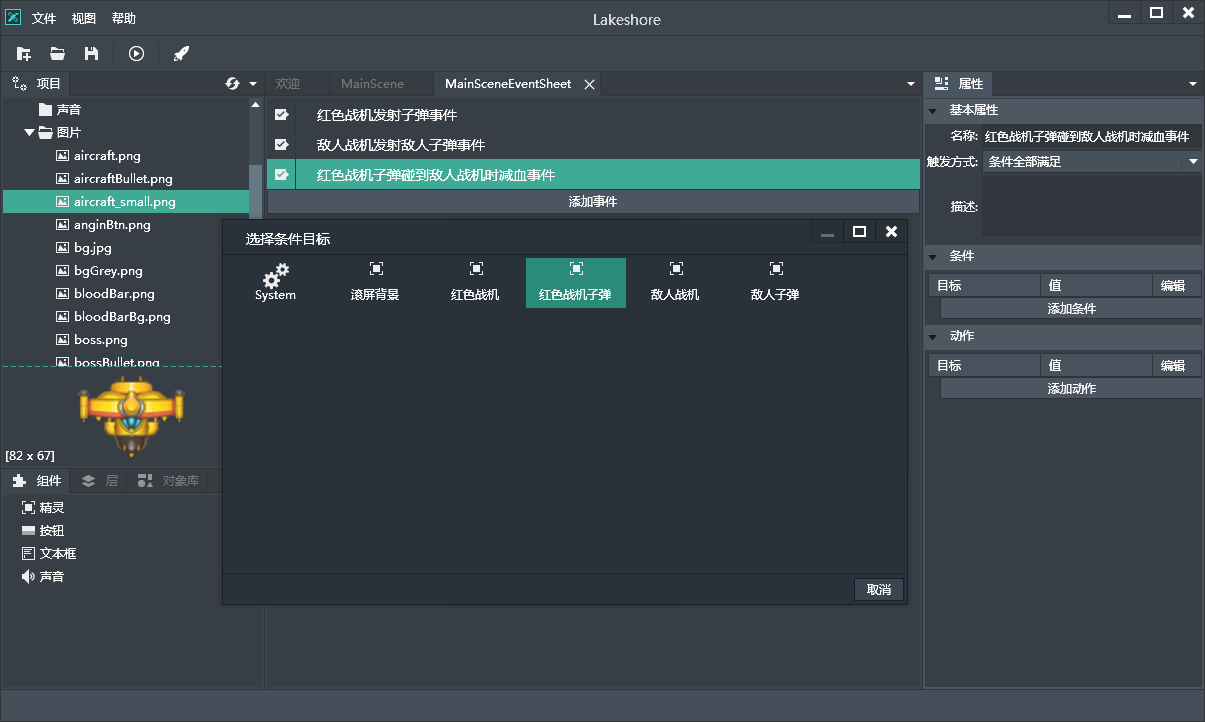 文件 视图 帮助
Lakeshore
项目
欢迎 MainScene MainSceneEventSheet
属性
声音
图片
aircraft.png
aircraftBullet.png
aircraft_small.png
anginBtn.png
bg.jpg
bgGrey.png
bloodBar.png
bloodBarBg.png
boss.png
bossBullet.png
[82 x 67]
组件 层 对象库
精灵
按钮
文本框
声音
红色战机发射子弹事件
敌人战机发射敌人子弹事件
红色战机子弹碰到敌人战机时减血事件
添加事件
选择条件目标
System 滚屏背景 红色战机 红色战机子弹 敌人战机 敌人子弹
取消
基本属性
名称: 红色战机子弹碰到敌人战机时减血事件
触发方式: 条件全部满足
描述:
条件
目标 值 编辑
添加条件
动作
目标 值 编辑
添加动作